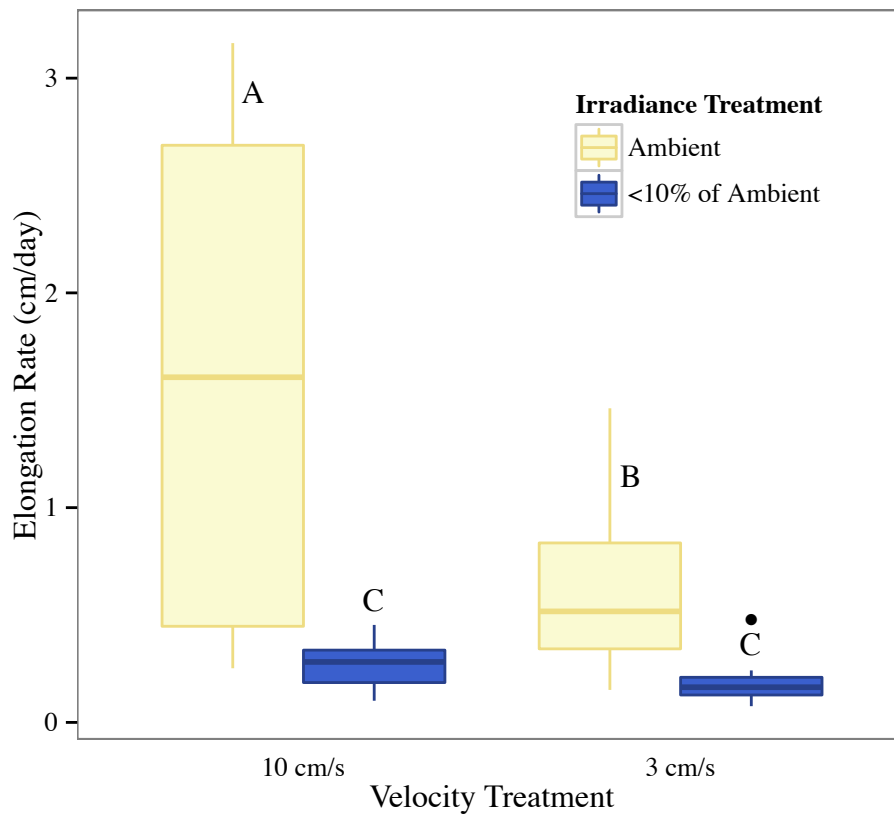 3
2
1
0
Elongation Rate (cm/day)
A
B
C
C
Irradiance Treatment
Ambient
<10% of Ambient
10 cm/s
3 cm/s
Velocity Treatment